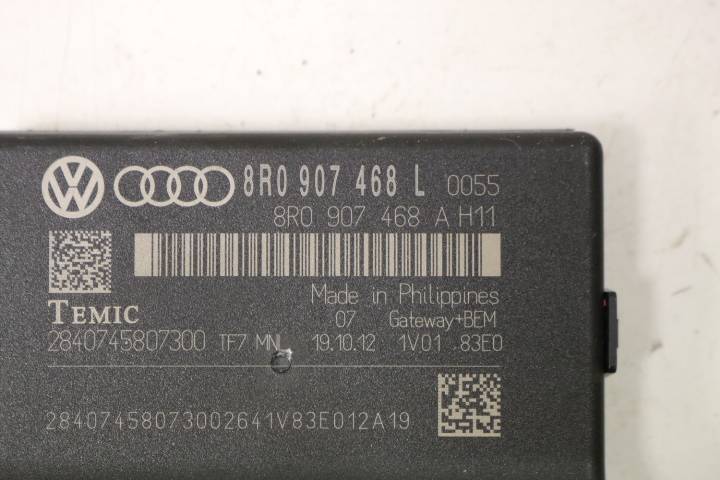 8R0 907 468 L 0055
8R0 907 468 A H11
Made in Philippines
TEMIC 07 Gateway+BEM
2840745807300 TF7 MNL 19.10.12 1V01 83E0
28407458073002641V83E012A19